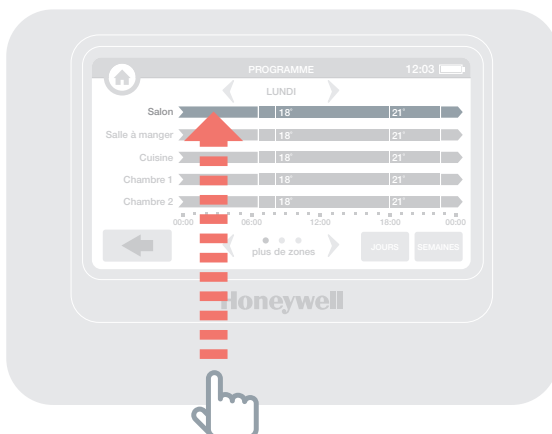 PROGRAMME 12:03
LUNDI
Salon 18° 21°
Salle à manger 18° 21°
Cuisine 18° 21°
Chambre 1 18° 21°
Chambre 2 18° 21°
00:00 06:00 12:00 18:00 00:00
plus de zones JOURS SEMAINES
Honeywell